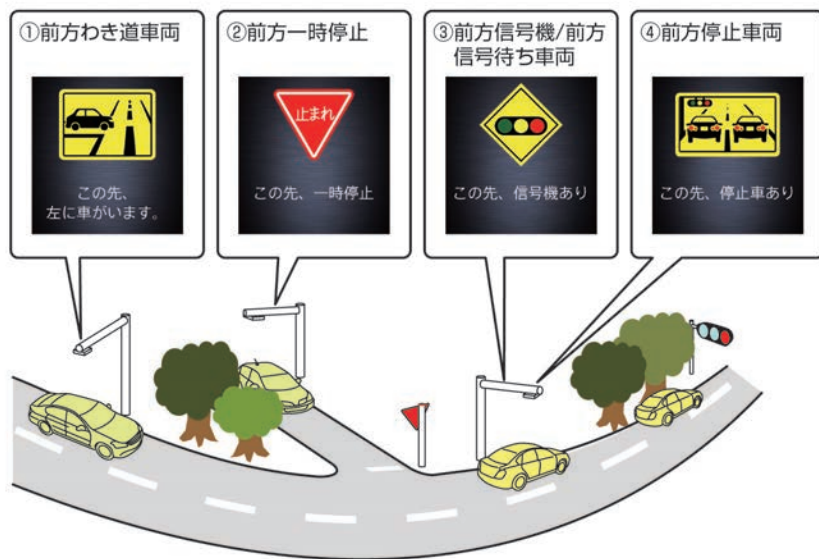 ①前方わき道車両
この先、
左に車がいます。
②前方一時停止
止まれ
この先、一時停止
③前方信号機/前方
信号待ち車両
この先、信号機あり
④前方停止車両
この先、停止車あり